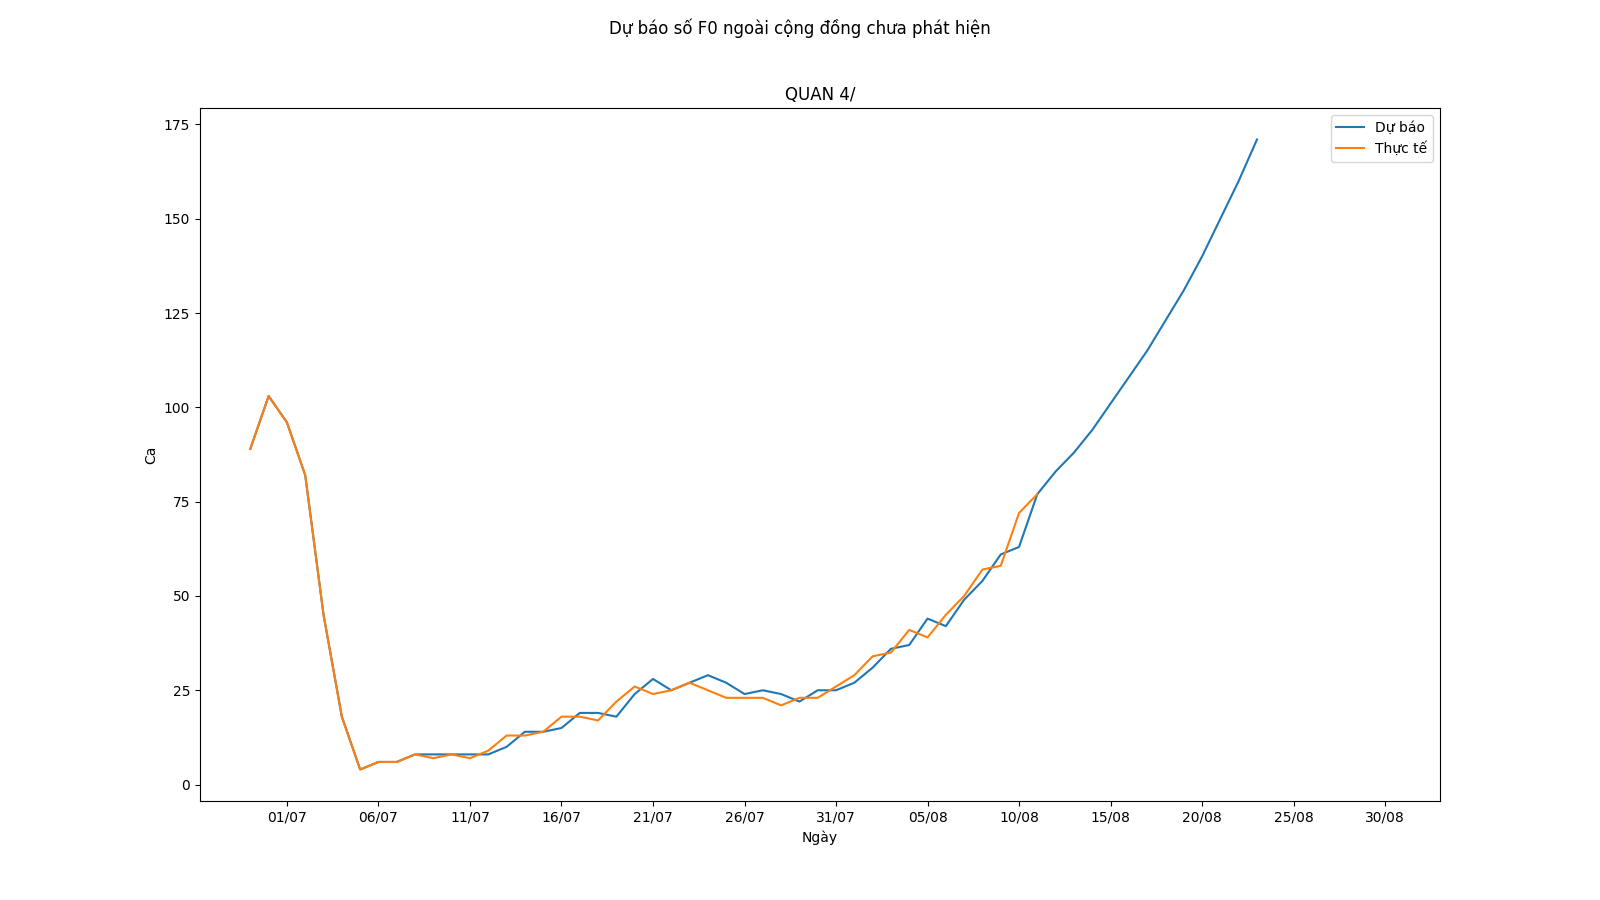 Dự báo số F0 ngoài cộng đồng chưa phát hiện
QUAN 4/
Dự báo
Thực tế
175
150
125
100
75
50
25
0
Ca
01/07 06/07 11/07 16/07 21/07 26/07 31/07 05/08 10/08 15/08 20/08 25/08 30/08
Ngày